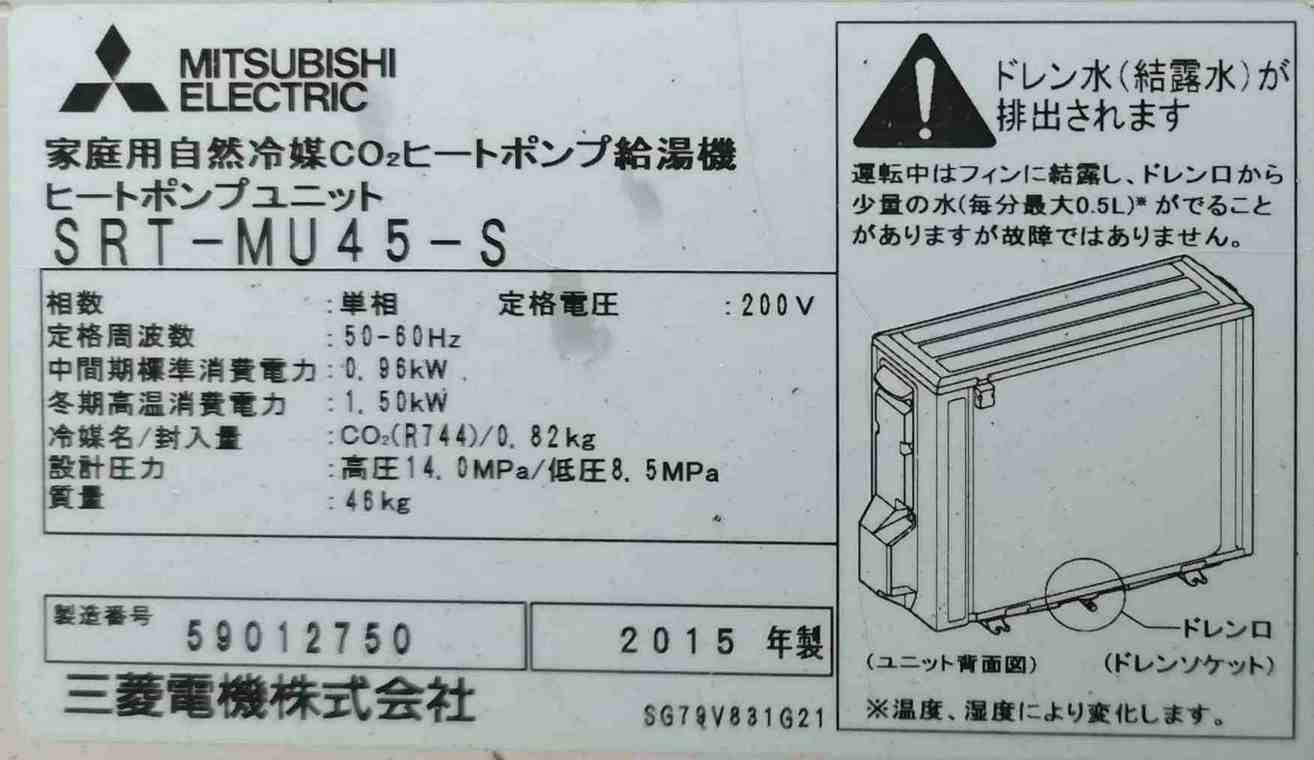 MITSUBISHI
ELECTRIC
家庭用自然冷媒CO₂ヒートポンプ給湯機
ヒートポンプユニット
SRT-MU45-S
相数 :単相 定格電圧 :200V
定格周波数 :50-60Hz
中間期標準消費電力:0.96kW
冬期高温消費電力 :1.50kW
冷媒名/封入量 :CO₂(R744)/0.82kg
設計圧力 :高圧14.0MPa/低圧8.5MPa
質量 :46kg
製造番号 59012750
2015 年製
三菱電機株式会社
SG79V831G21
ドレン水(結露水)が
排出されます
運転中はフィンに結露し、ドレン口から
少量の水(毎分最大0.5L)※がでること
がありますが故障ではありません。
ドレン口
(ユニット背面図) (ドレンソケット)
※温度、湿度により変化します。